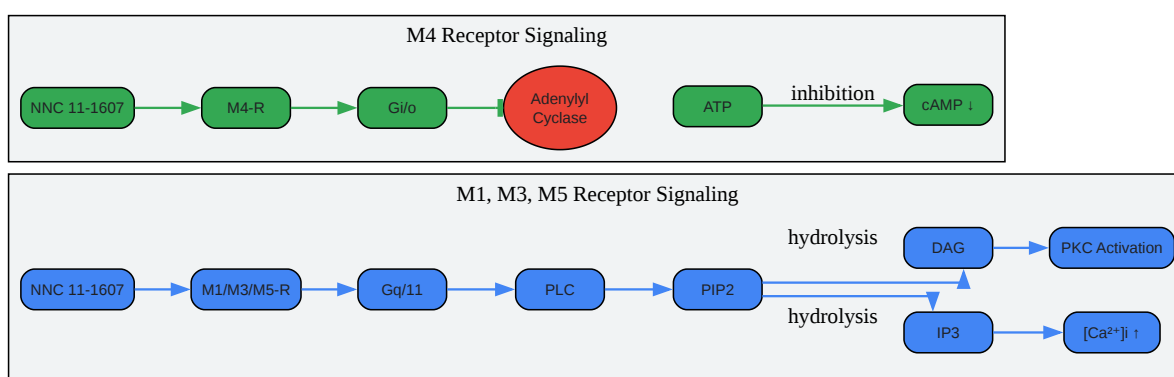 M4 Receptor Signaling
NNC 11-1607
M4-R
Gi/o
Adenylyl
Cyclase
ATP
inhibition
cAMP ↓
M1, M3, M5 Receptor Signaling
NNC 11-1607
M1/M3/M5-R
Gq/11
PLC
PIP2
hydrolysis
DAG
PKC Activation
hydrolysis
IP3
[Ca²⁺]i ↑